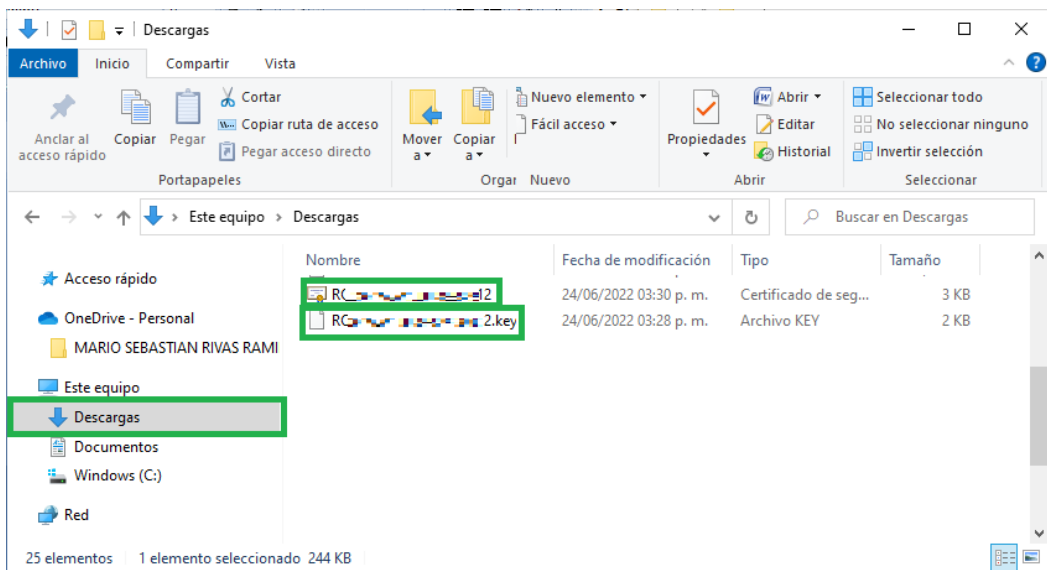 Descargas
Archivo Inicio Compartir Vista
Anclar al acceso rápido
Copiar
Pegar
Cortar
Copiar ruta de acceso
Pegar acceso directo
Portapapeles
Mover a
Copiar a
Orgar
Nuevo elemento
Fácil acceso
Nuevo
Propiedades
Abrir
Editar
Historial
Abrir
Seleccionar todo
No seleccionar ninguno
Invertir selección
Seleccionar
Este equipo > Descargas
Buscar en Descargas
Acceso rápido
OneDrive - Personal
MARIO SEBASTIAN RIVAS RAMI
Este equipo
Descargas
Documentos
Windows (C:)
Red
Nombre Fecha de modificación Tipo Tamaño
24/06/2022 03:30 p. m. Certificado de seg... 3 KB
2.key 24/06/2022 03:28 p. m. Archivo KEY 2 KB
25 elementos 1 elemento seleccionado 244 KB